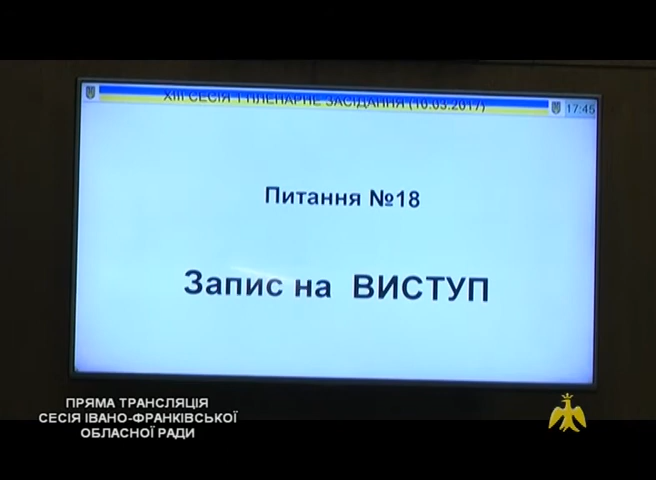 XIII СЕСІЯ 1 ПЛЕНАРНЕ ЗАСІДАННЯ (10.03.2017)
17:45
Питання №18
Запис на ВИСТУП
ПРЯМА ТРАНСЛЯЦІЯ
СЕСІЯ ІВАНО-ФРАНКІВСЬКОЇ
ОБЛАСНОЇ РАДИ